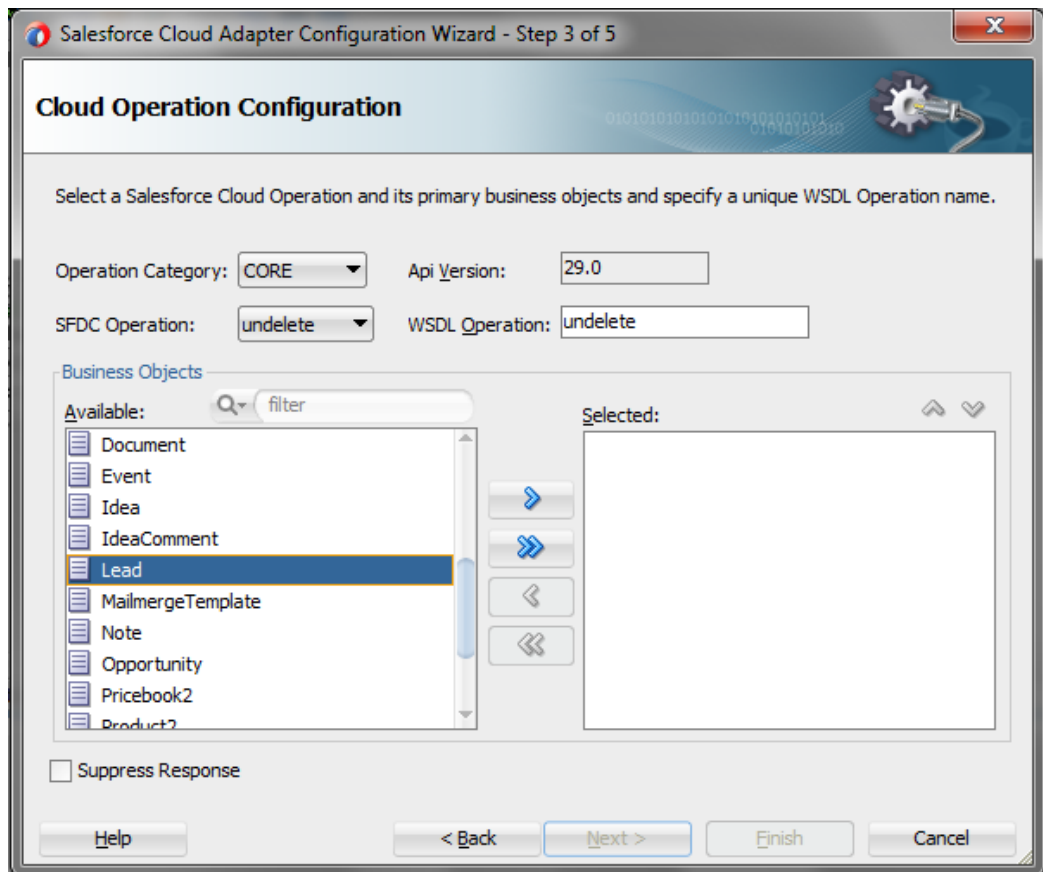 Salesforce Cloud Adapter Configuration Wizard - Step 3 of 5
Cloud Operation Configuration
010101010101010101010101
01010101010
Select a Salesforce Cloud Operation and its primary business objects and specify a unique WSDL Operation name.
Operation Category: CORE Api Version: 29.0
SFDC Operation: undelete WSDL Operation: undelete
Business Objects
Available: filter Selected:
Document
Event
Idea
IdeaComment
Lead
MailmergeTemplate
Note
Opportunity
Pricebook2
Product2
Suppress Response
Help < Back Next > Finish Cancel